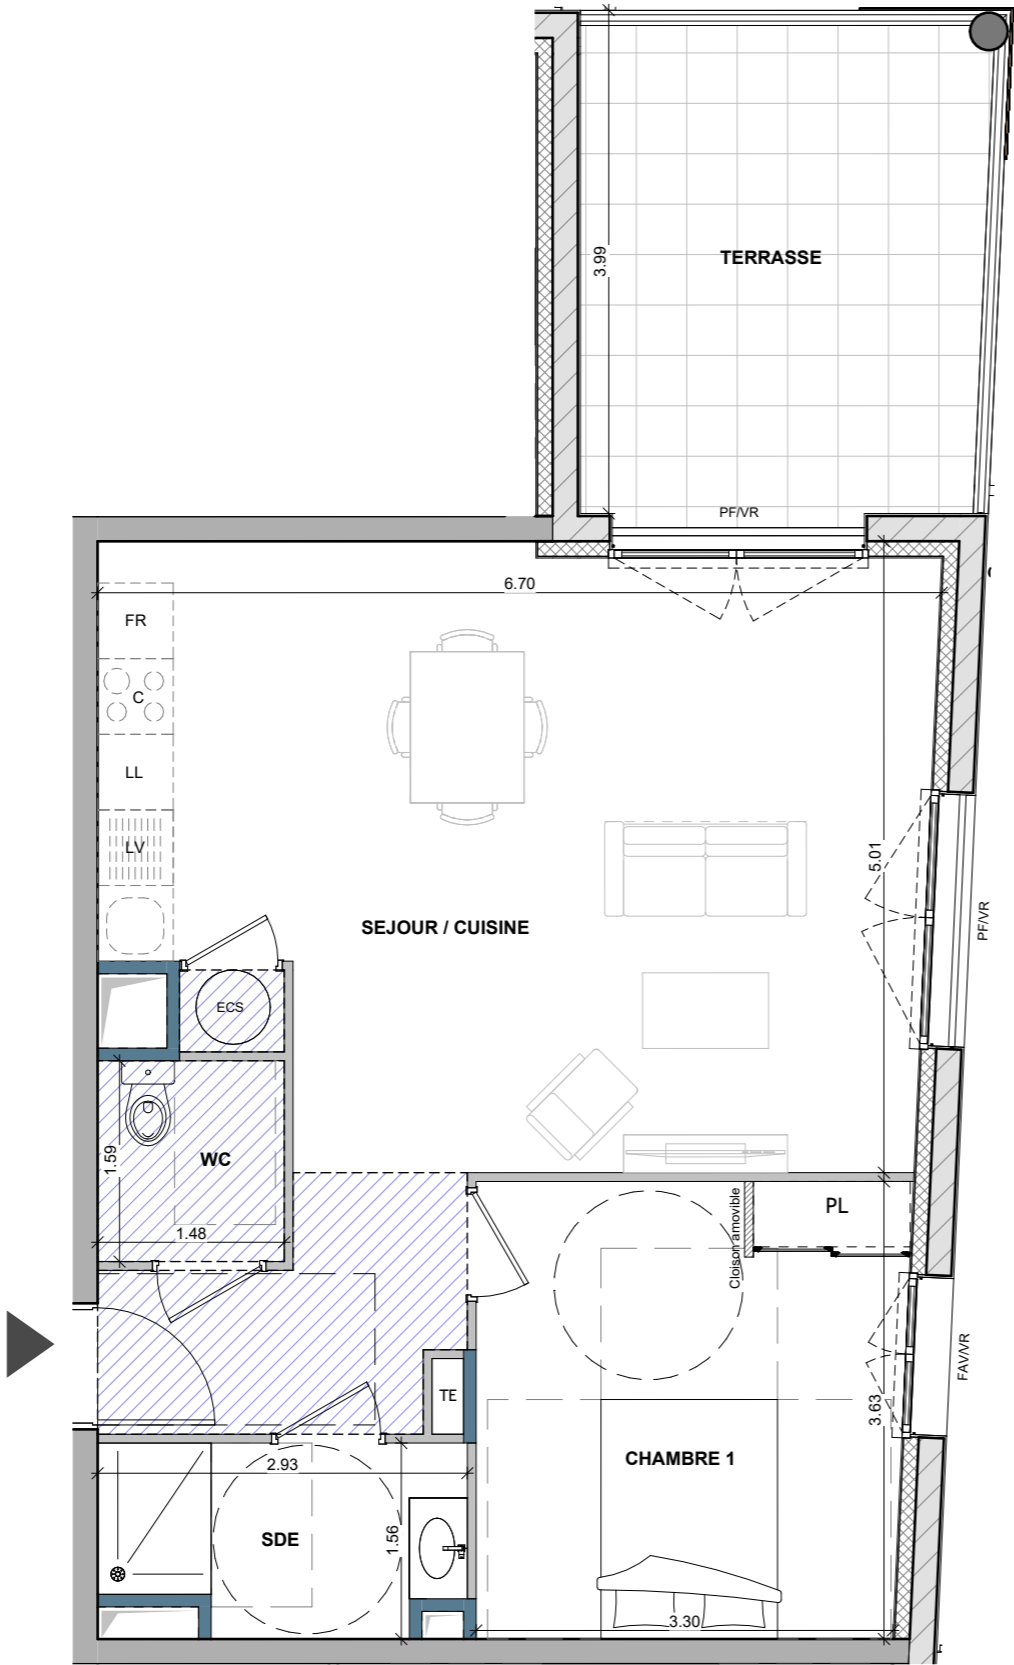 3.99
TERRASSE
PF/VR
6.70
FR
C
LL
LV
5.01
PF/VR
SEJOUR / CUISINE
ECS
1.59
WC
1.48
Cloison amovible
PL
FAV/VR
TE
3.63
2.93
CHAMBRE 1
SDE
1.56
3.30